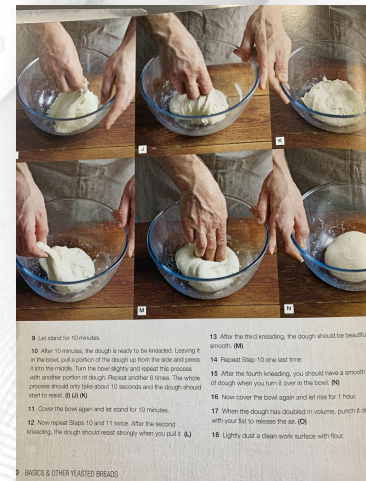 J
K
M
N
9 Let stand for 10 minutes.
10 After 10 minutes, the dough is ready to be kneaded. Leaving it
in the bowl, pull a portion of the dough up from the side and press
it into the middle. Turn the bowl slightly and repeat this process
with another portion of dough. Repeat another 8 times. The whole
process should only take about 10 seconds and the dough should
start to resist. (I) (J) (K)
11 Cover the bowl again and let stand for 10 minutes.
12 Now repeat Steps 10 and 11 twice. After the second
kneading, the dough should resist strongly when you pull it. (L)
13 After the third kneading, the dough should be
smooth. (M)
14 Repeat Step 10 one last time.
15 After the fourth kneading, you should have a smooth
of dough when you turn it over in the bowl. (N)
16 Now cover the bowl again and let rise for 1 hour.
17 When the dough has doubled in volume, punch it
with your fist to release the air. (O)
18 Lightly dust a clean work surface with flour.
BASICS & OTHER YEASTED BREADS